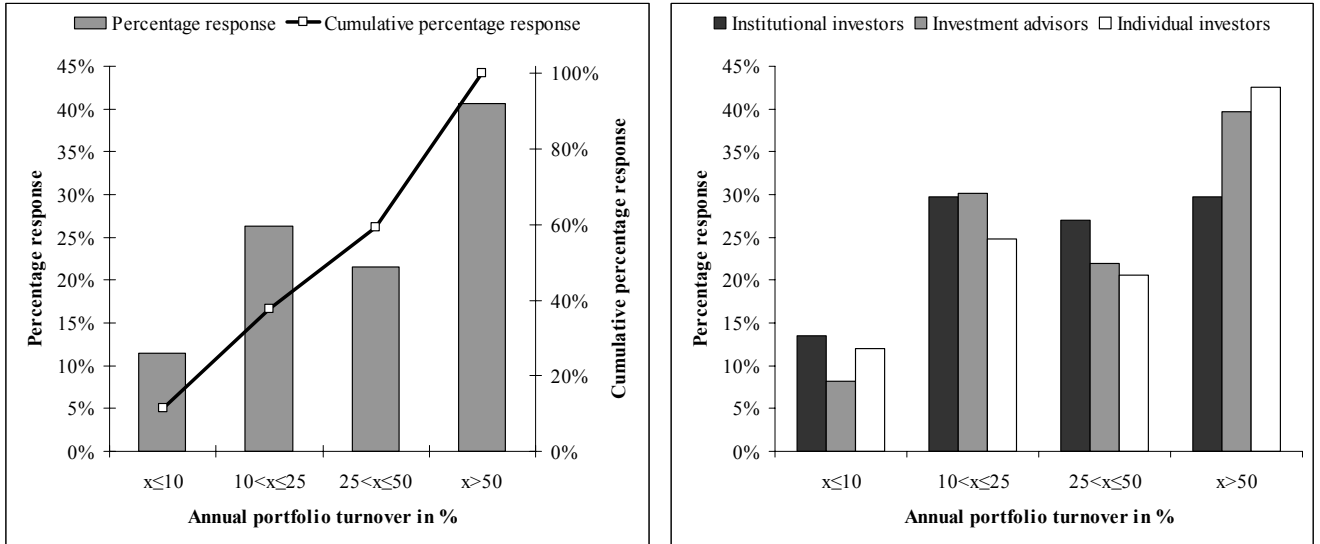 Percentage response
Cumulative percentage response
45%
40%
35%
30%
25%
20%
15%
10%
5%
0%
Percentage response
100%
80%
60%
40%
20%
0%
Cumulative percentage response
x≤10
10<x≤25
25<x≤50
x>50
Annual portfolio turnover in %
Institutional investors
Investment advisors
Individual investors
45%
40%
35%
30%
25%
20%
15%
10%
5%
0%
Percentage response
x≤10
10<x≤25
25<x≤50
x>50
Annual portfolio turnover in %